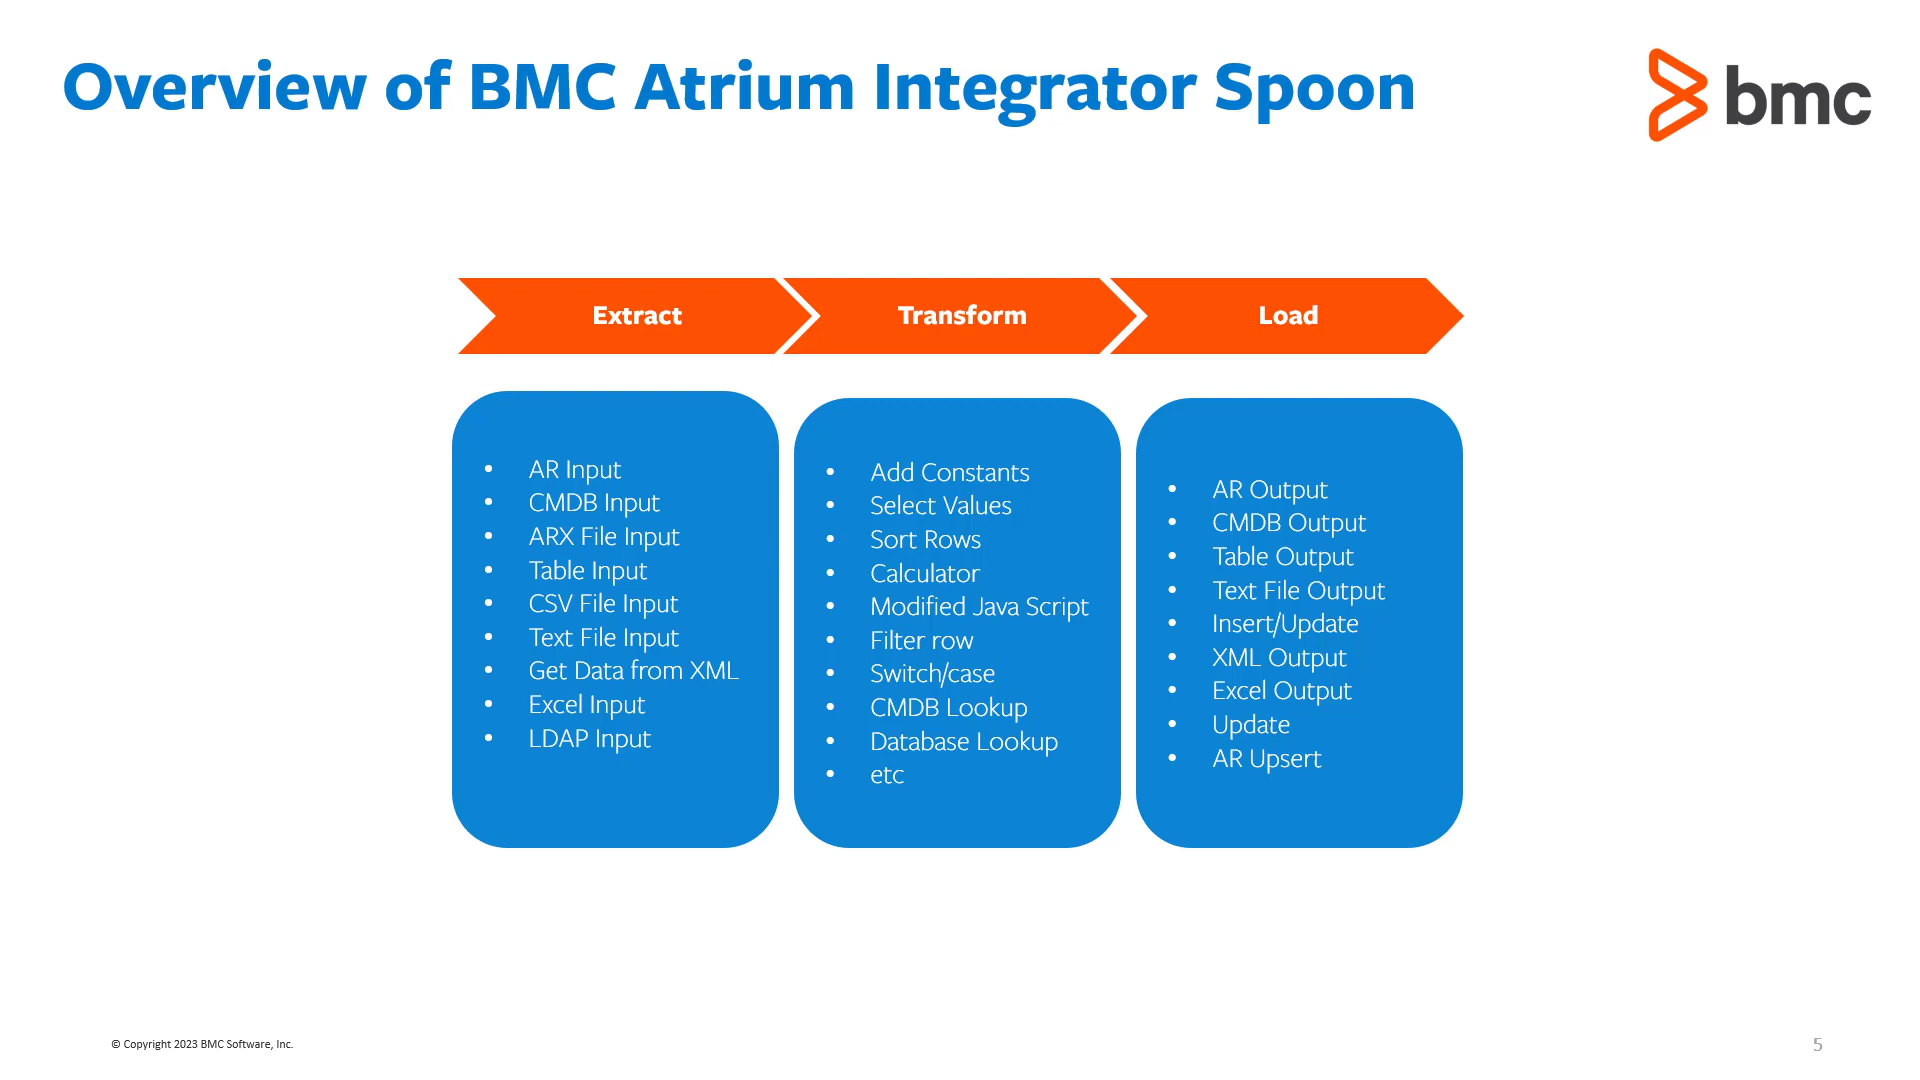 Overview of BMC Atrium Integrator Spoon
bmc
Extract
Transform
Load
• AR Input
• CMDB Input
• ARX File Input
• Table Input
• CSV File Input
• Text File Input
• Get Data from XML
• Excel Input
• LDAP Input
• Add Constants
• Select Values
• Sort Rows
• Calculator
• Modified Java Script
• Filter row
• Switch/case
• CMDB Lookup
• Database Lookup
• etc
• AR Output
• CMDB Output
• Table Output
• Text File Output
• Insert/Update
• XML Output
• Excel Output
• Update
• AR Upsert
© Copyright 2023 BMC Software, Inc.
5